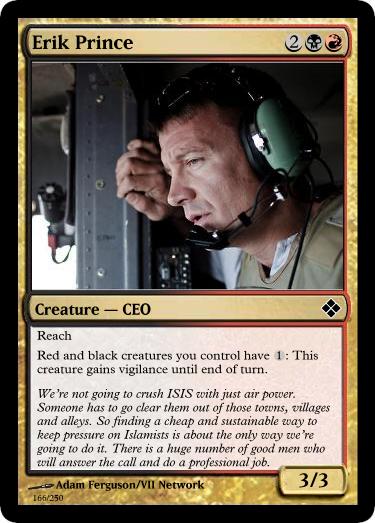 Erik Prince 2
Creature — CEO
Reach
Red and black creatures you control have 1: This
creature gains vigilance until end of turn.
We're not going to crush ISIS with just air power.
Someone has to go clear them out of those towns, villages
and alleys. So finding a cheap and sustainable way to
keep pressure on Islamists is about the only way we're
going to do it. There is a huge number of good men who
will answer the call and do a professional job.
3/3
Adam Ferguson/VII Network
166/250